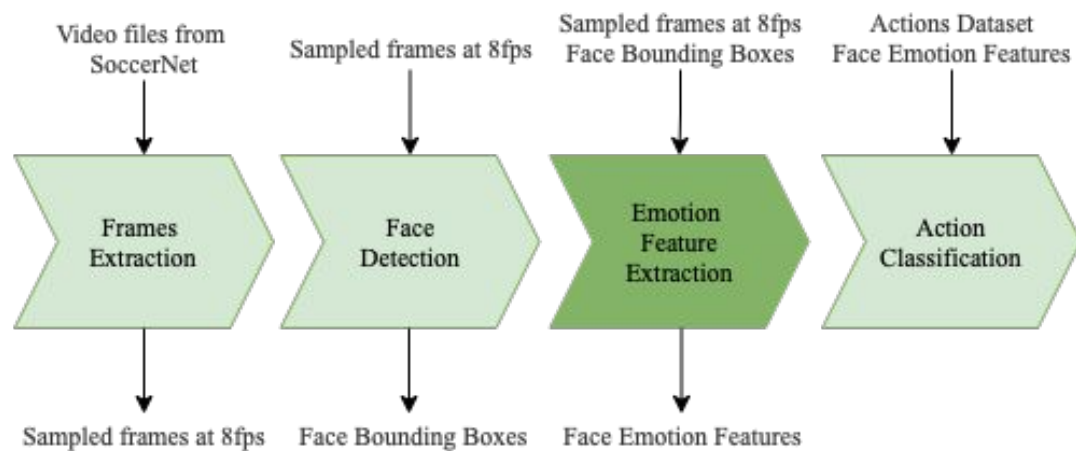 Video files from
SoccerNet
Sampled frames at 8fps
Sampled frames at 8fps
Face Bounding Boxes
Actions Dataset
Face Emotion Features
Frames
Extraction
Face
Detection
Emotion
Feature
Extraction
Action
Classification
Sampled frames at 8fps
Face Bounding Boxes
Face Emotion Features